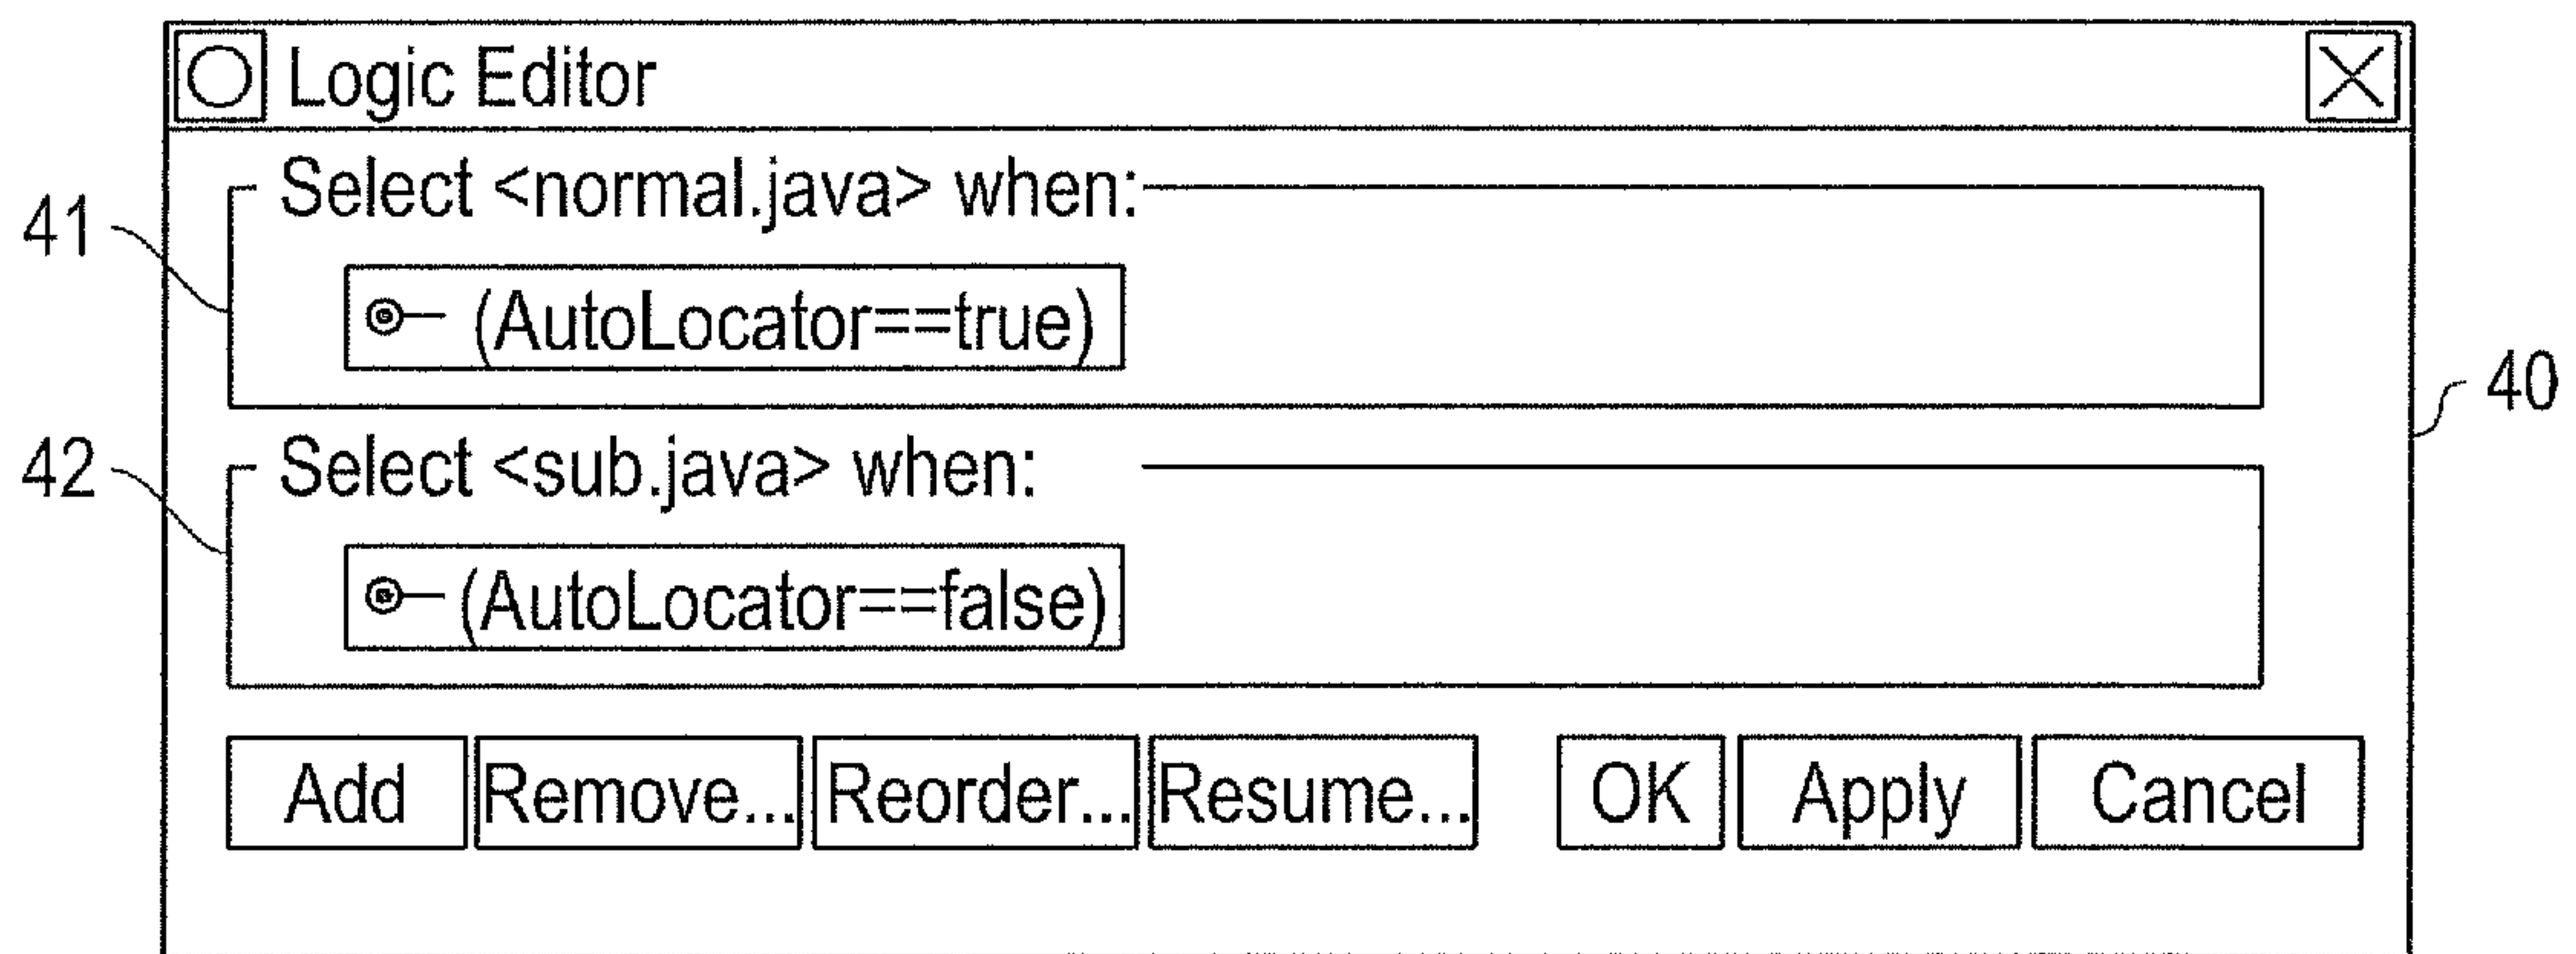 Logic Editor
Select <normal.java> when:
41
(AutoLocator==true)
40
Select <sub.java> when:
42
(AutoLocator==false)
Add Remove... Reorder... Resume... OK Apply Cancel